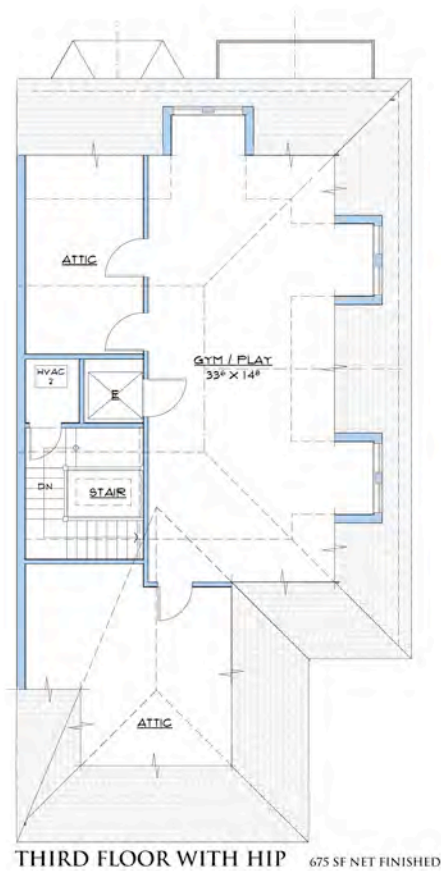 ATTIC
GYM / PLAY
33⁶ X 14⁸
HVAC
2
E
DN
STAIR
ATTIC
THIRD FLOOR WITH HIP 675 SF NET FINISHED